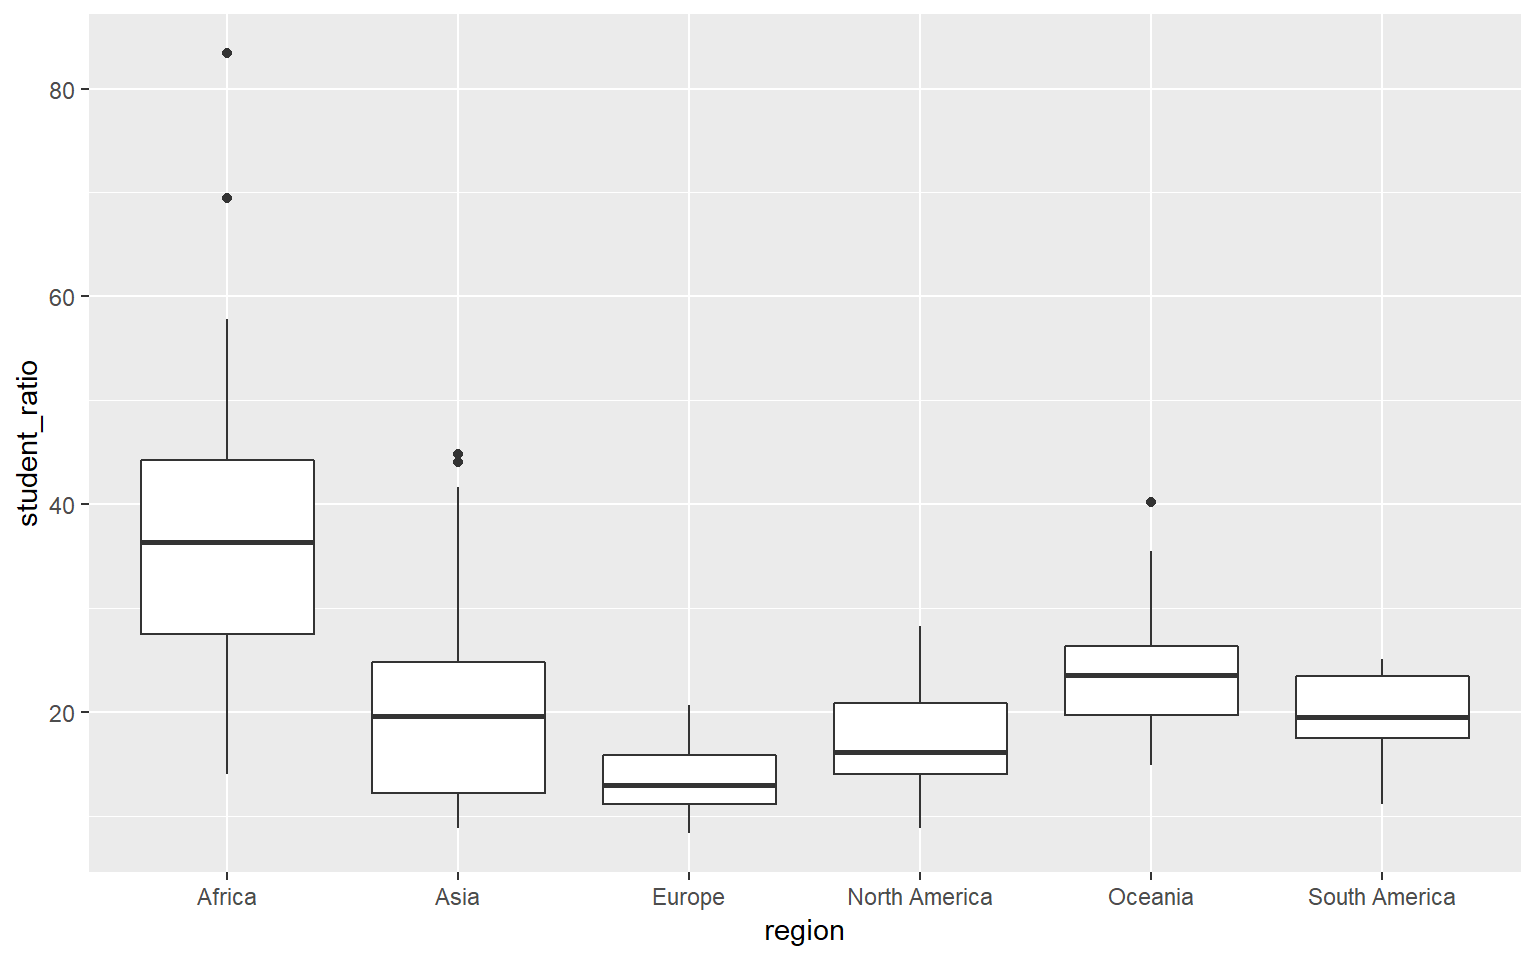 80
60
40
20
student_ratio
Africa
Asia
Europe
North America
Oceania
South America
region